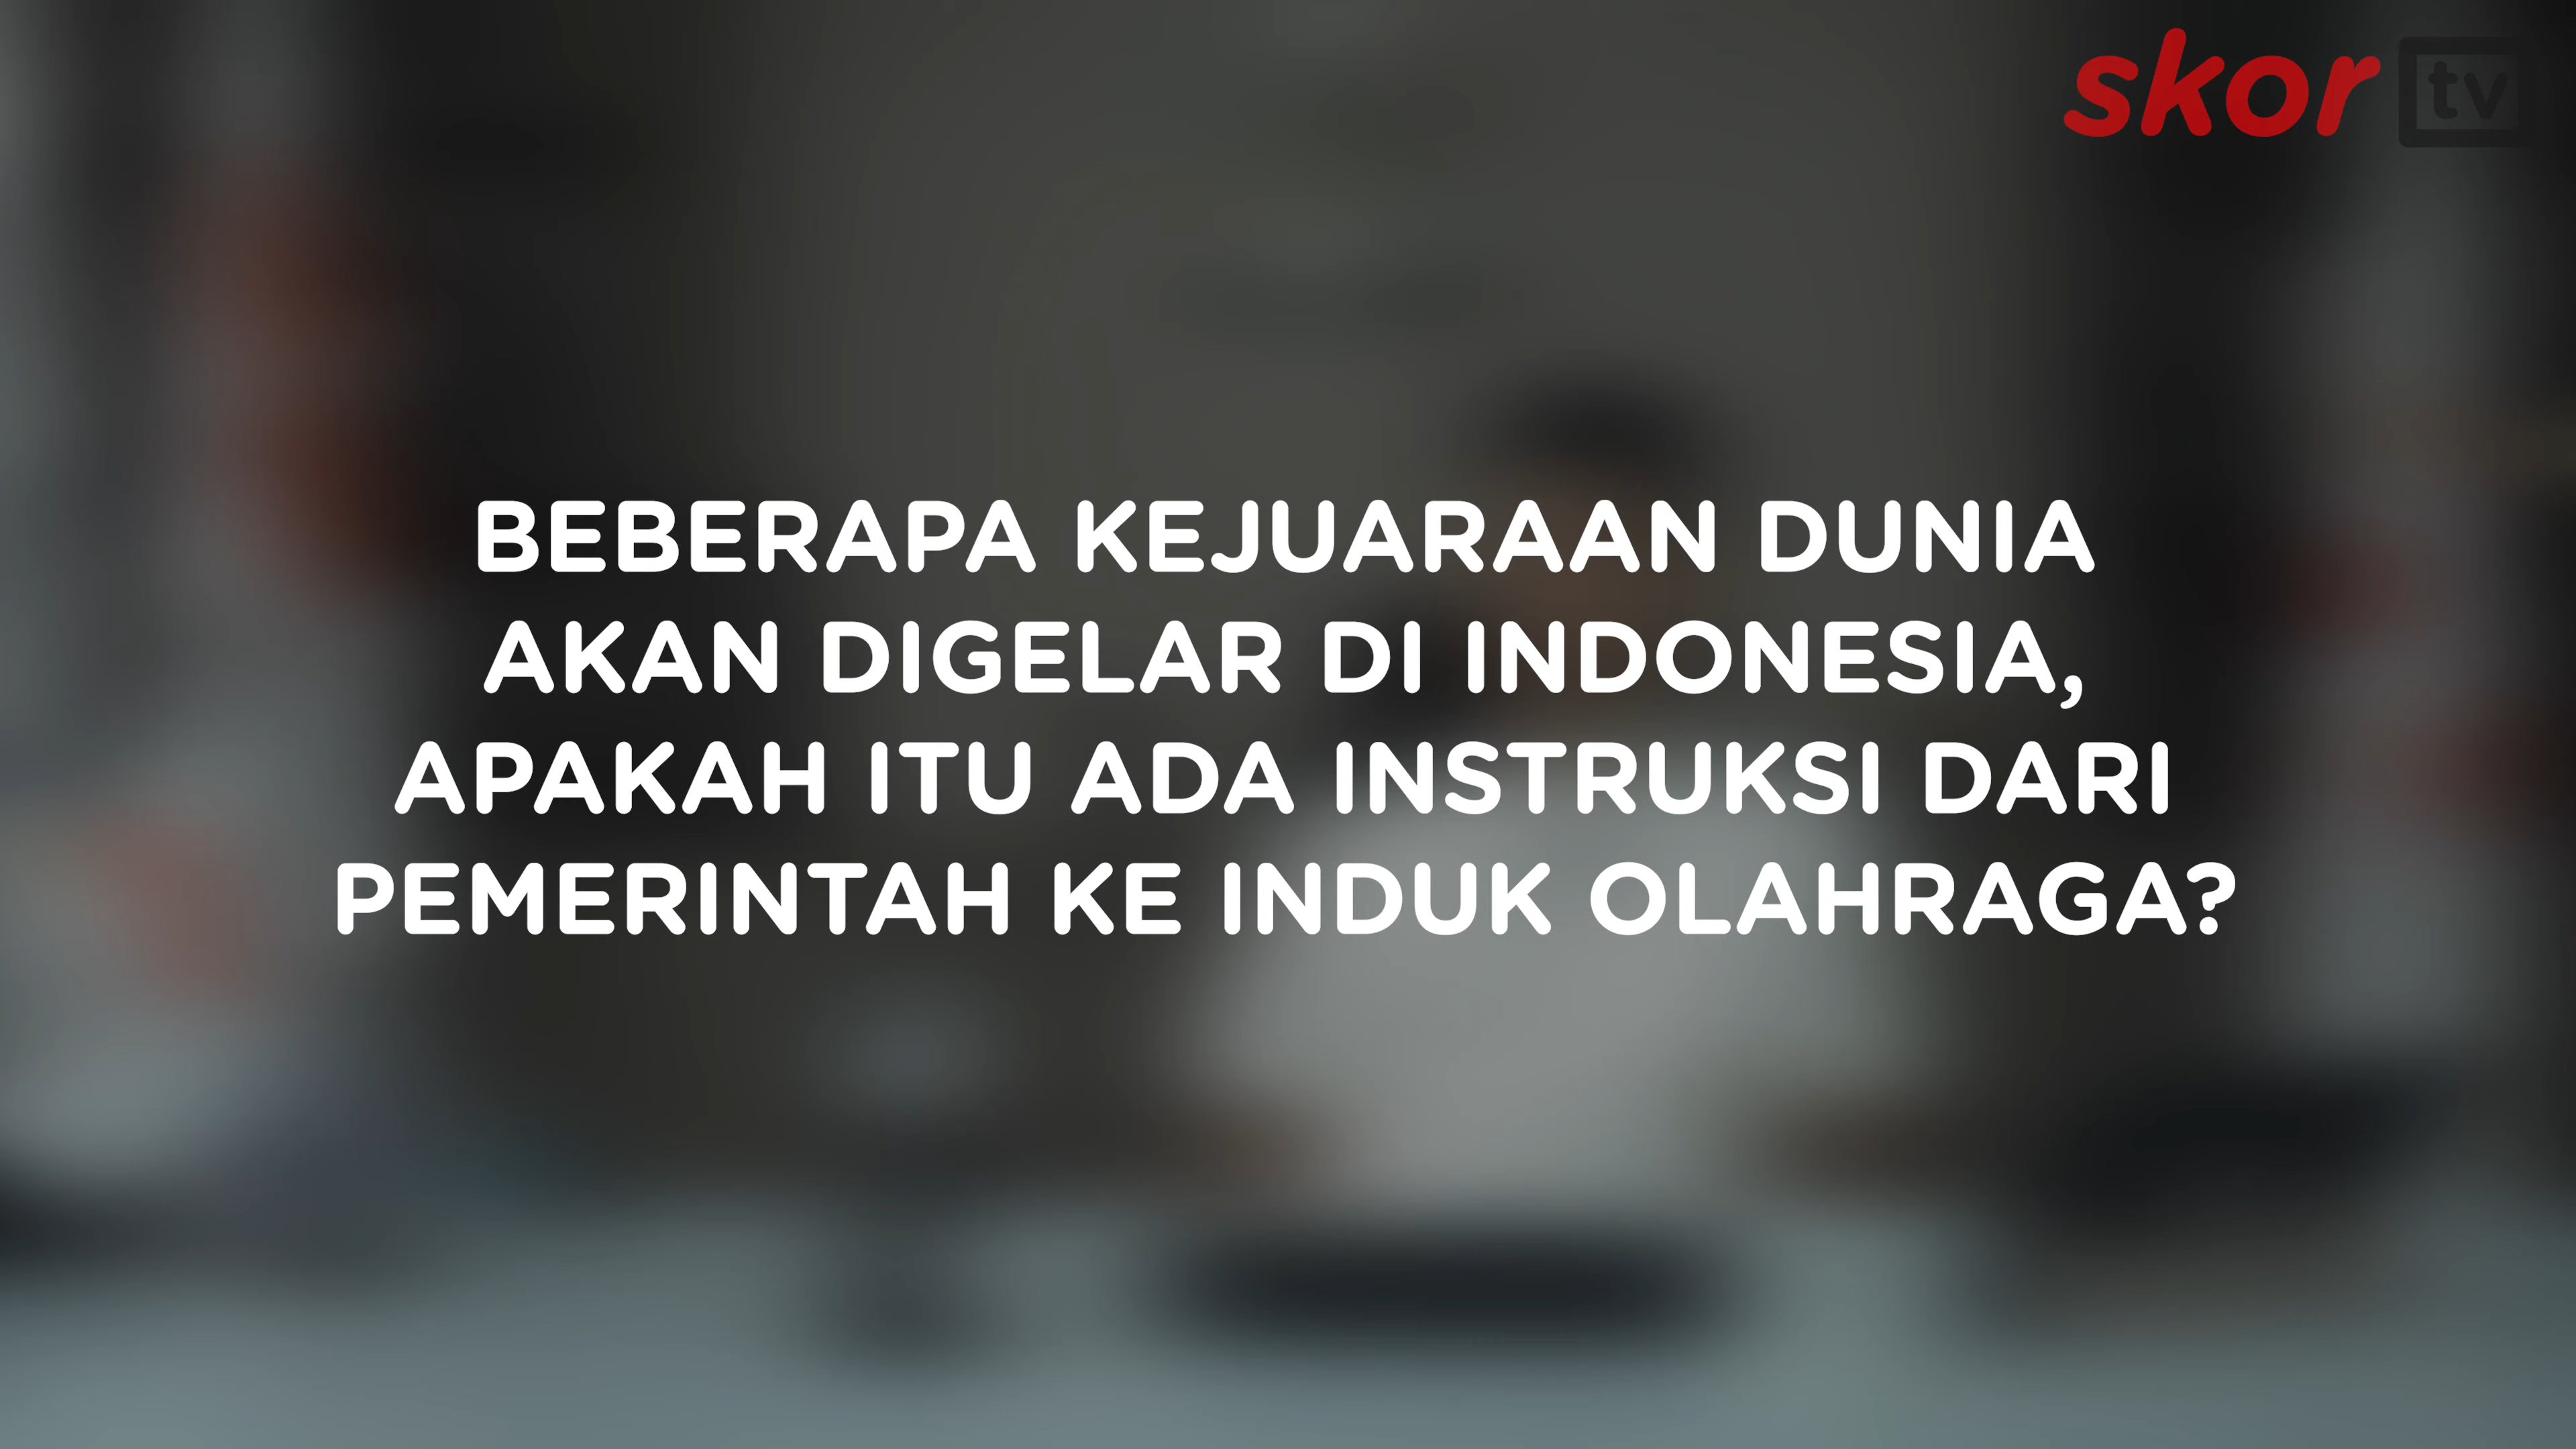 skor tv
BEBERAPA KEJUARAAN DUNIA
AKAN DIGELAR DI INDONESIA,
APAKAH ITU ADA INSTRUKSI DARI
PEMERINTAH KE INDUK OLAHRAGA?